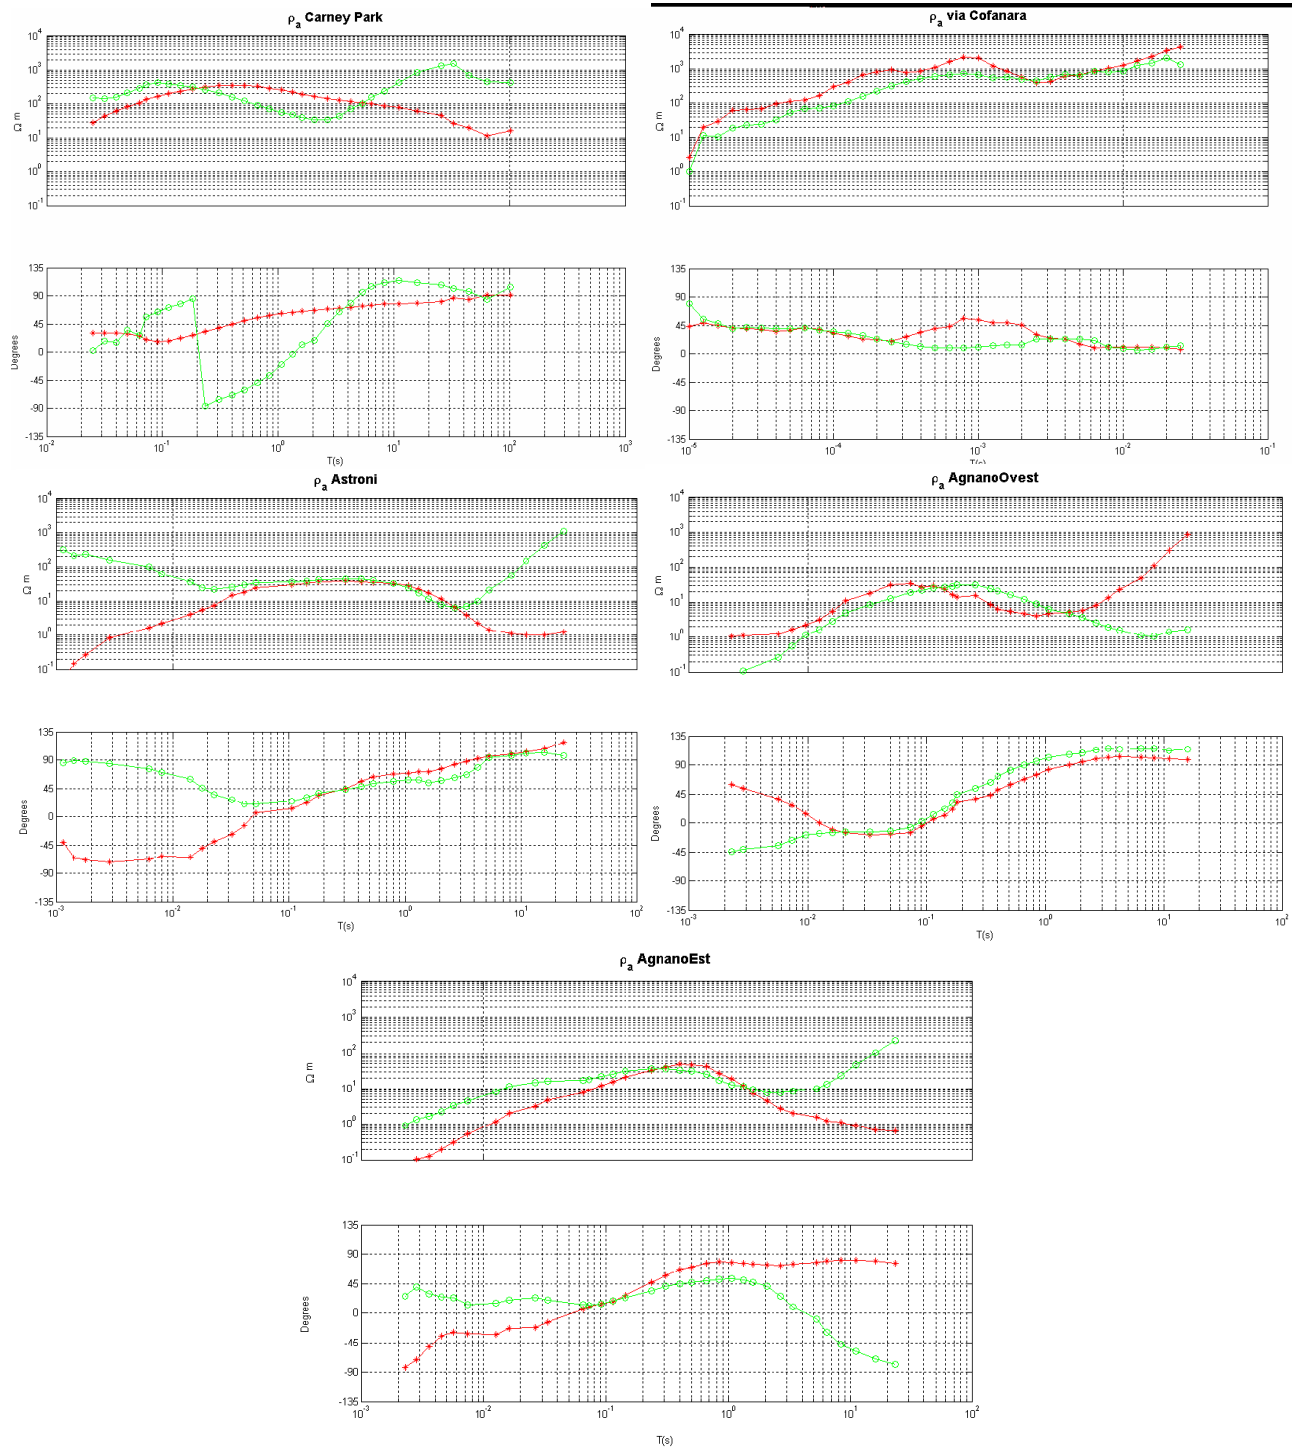 ρa Carney Park
10^4
10^3
10^2
10^1
10^0
10^-1
Ω m
135
90
45
0
-45
-90
-135
Degrees
10^-2 10^-1 10^0 10^1 10^2 10^3
T(s)
ρa via Cofanara
10^4
10^3
10^2
10^1
10^0
10^-1
Ω m
135
90
45
0
-45
-90
-135
Degrees
10^-5 10^-4 10^-3 10^-2 10^-1
T(s)
ρa Astroni
10^4
10^3
10^2
10^1
10^0
10^-1
Ω m
135
90
45
0
-45
-90
-135
Degrees
10^-3 10^-2 10^-1 10^0 10^1 10^2
T(s)
ρa AgnanoOvest
10^4
10^3
10^2
10^1
10^0
10^-1
Ω m
135
90
45
0
-45
-90
-135
Degrees
10^-3 10^-2 10^-1 10^0 10^1 10^2
T(s)
ρa AgnanoEst
10^4
10^3
10^2
10^1
10^0
10^-1
Ω m
135
90
45
0
-45
-90
-135
Degrees
10^-3 10^-2 10^-1 10^0 10^1 10^2
T(s)